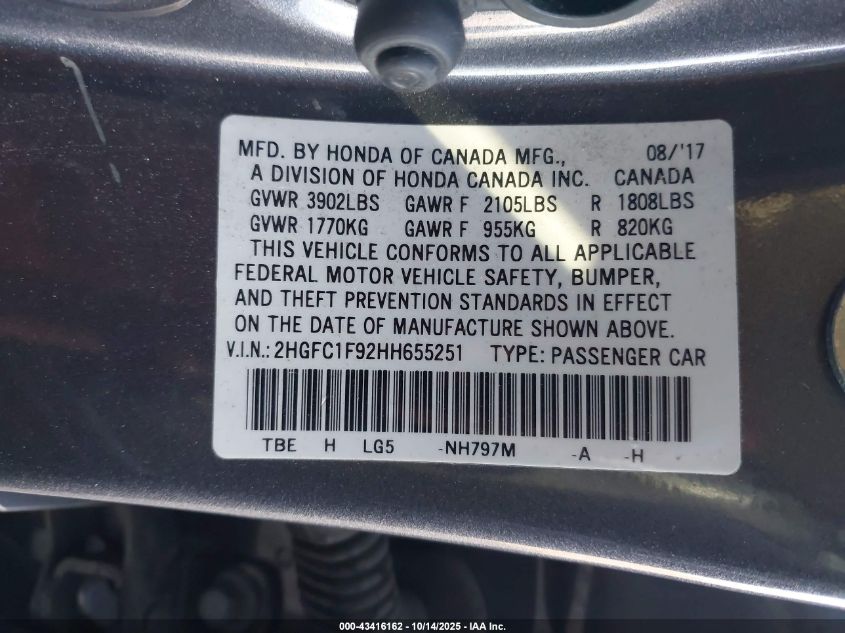 MFD. BY HONDA OF CANADA MFG., 08/'17
A DIVISION OF HONDA CANADA INC. CANADA
GVWR 3902LBS GAWR F 2105LBS R 1808LBS
GVWR 1770KG GAWR F 955KG R 820KG
THIS VEHICLE CONFORMS TO ALL APPLICABLE
FEDERAL MOTOR VEHICLE SAFETY, BUMPER,
AND THEFT PREVENTION STANDARDS IN EFFECT
ON THE DATE OF MANUFACTURE SHOWN ABOVE.
V.I.N.: 2HGFC1F92HH655251 TYPE: PASSENGER CAR
TBE H LG5 -NH797M -A -H
000-43416162 - 10/14/2025 - IAA Inc.